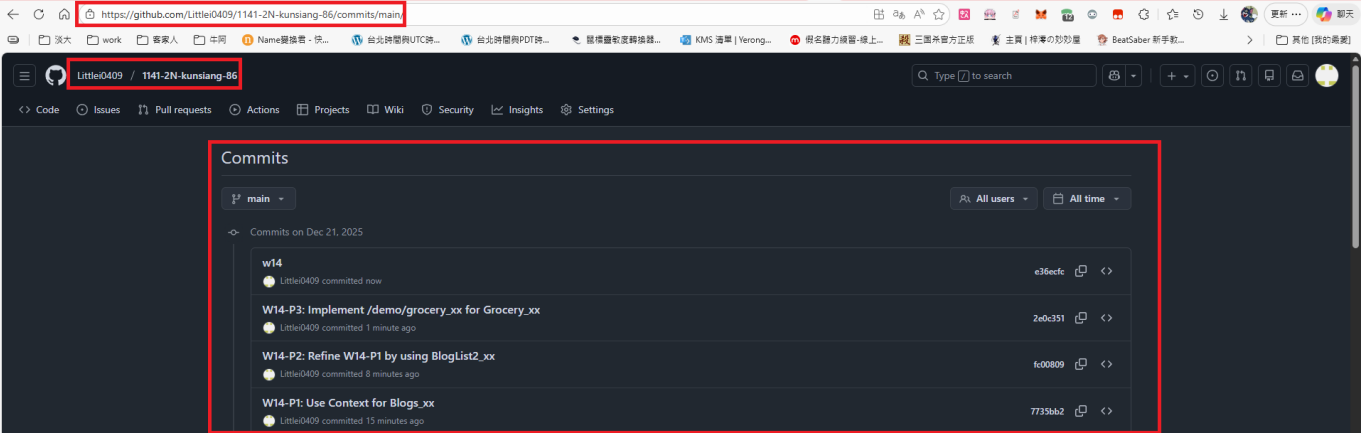 https://github.com/Littlei0409/1141-2N-kunsiang-86/commits/main/
更新 ···
聊天
淡大
work
客家人
牛阿
Name變換君 - 快...
台北時間與UTC時...
台北時間與PDT時...
鼠標靈敏度轉換器...
KMS 清單 | Yerong...
假名聽力練習-線上...
三国杀官方正版
主頁 | 梓澪の妙妙屋
BeatSaber 新手教...
其他 [我的最愛]
Littlei0409 / 1141-2N-kunsiang-86
Type / to search
Code
Issues
Pull requests
Actions
Projects
Wiki
Security
Insights
Settings
Commits
main
All users
All time
Commits on Dec 21, 2025
w14
Littlei0409 committed now
e36ecfc
W14-P3: Implement /demo/grocery_xx for Grocery_xx
Littlei0409 committed 1 minute ago
2e0c351
W14-P2: Refine W14-P1 by using BlogList2_xx
Littlei0409 committed 8 minutes ago
fc00809
W14-P1: Use Context for Blogs_xx
Littlei0409 committed 15 minutes ago
7735bb2